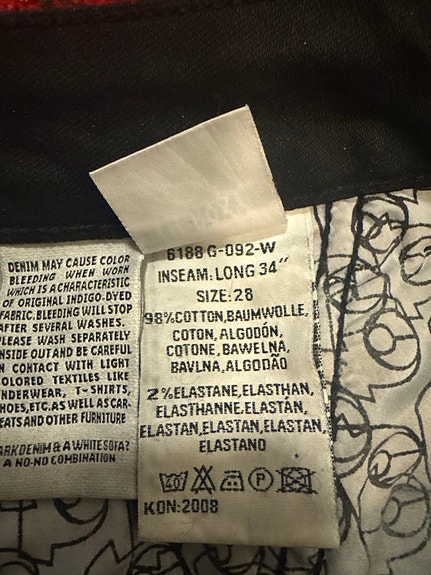 DENIM MAY CAUSE COLOR
BLEEDING WHEN WORN
WHICH IS A CHARACTERISTIC
OF ORIGINAL INDIGO-DYED
FABRIC. BLEEDING WILL STOP
AFTER SEVERAL WASHES.
PLEASE WASH SEPARATELY
INSIDE OUT AND BE CAREFUL
IN CONTACT WITH LIGHT
COLORED TEXTILES LIKE
UNDERWEAR, T-SHIRTS,
SHOES, ETC. AS WELL AS CAR-
SEATS AND OTHER FURNITURE
DARK DENIM & A WHITE SOFA?
A NO-NO COMBINATION
6188 G-092-W
INSEAM: LONG 34"
SIZE: 28
98%COTTON,BAUMWOLLE,
COTON, ALGODÓN,
COTONE, BAWEŁNA,
BAVLNA, ALGODÃO
2%ELASTANE,ELASTHAN,
ELASTHANNE,ELASTÁN,
ELASTAN,ELASTAN,ELASTAN,
ELASTANO
KON: 2008